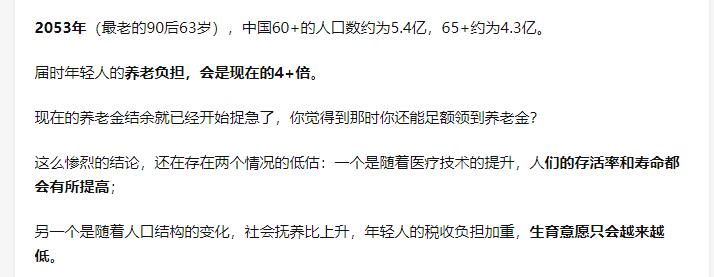 2053年（最老的90后63岁），中国60+的人口数约为5.4亿，65+约为4.3亿。
届时年轻人的养老负担，会是现在的4+倍。
现在的养老金结余就已经开始捉急了，你觉得到那时你还能足额领到养老金？
这么惨烈的结论，还在存在两个情况的低估：一个是随着医疗技术的提升，人们的存活率和寿命都
会有所提高；
另一个是随着人口结构的变化，社会抚养比上升，年轻人的税收负担加重，生育意愿只会越来越
低。